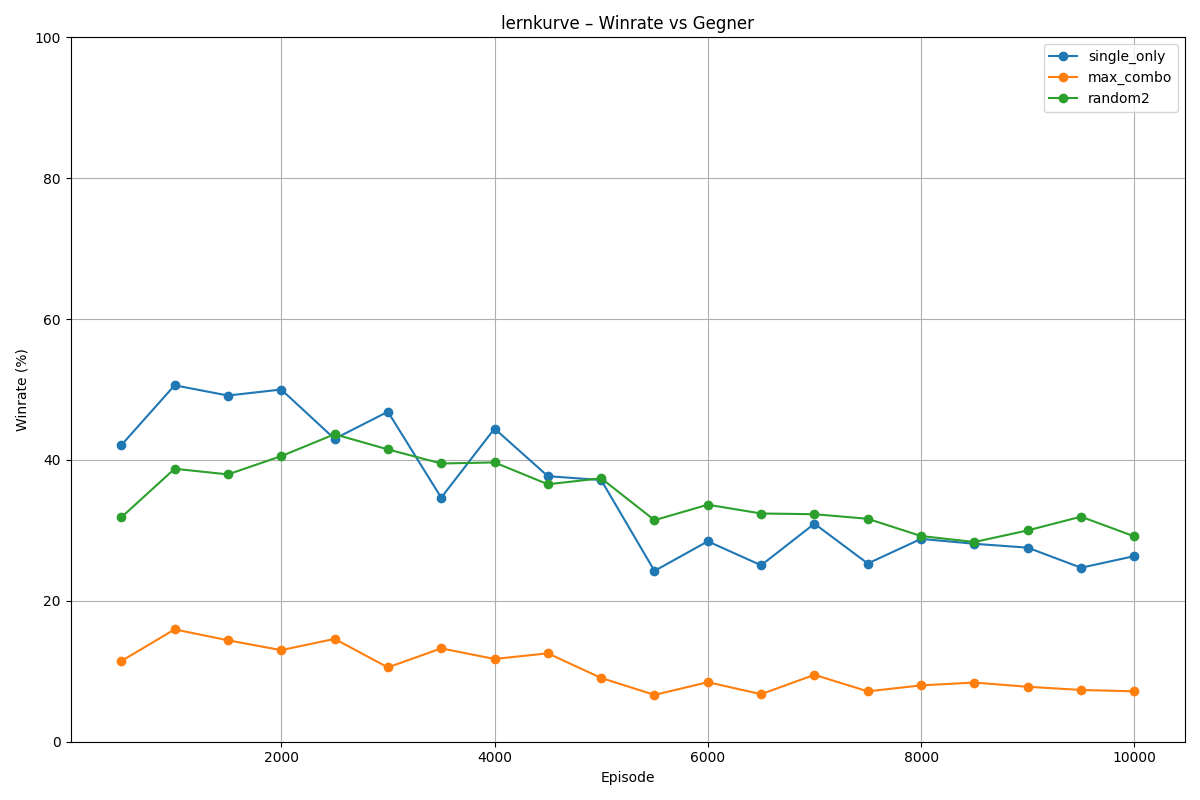 lernkurve – Winrate vs Gegner
single_only
max_combo
random2
Winrate (%)
100
80
60
40
20
0
2000
4000
6000
8000
10000
Episode